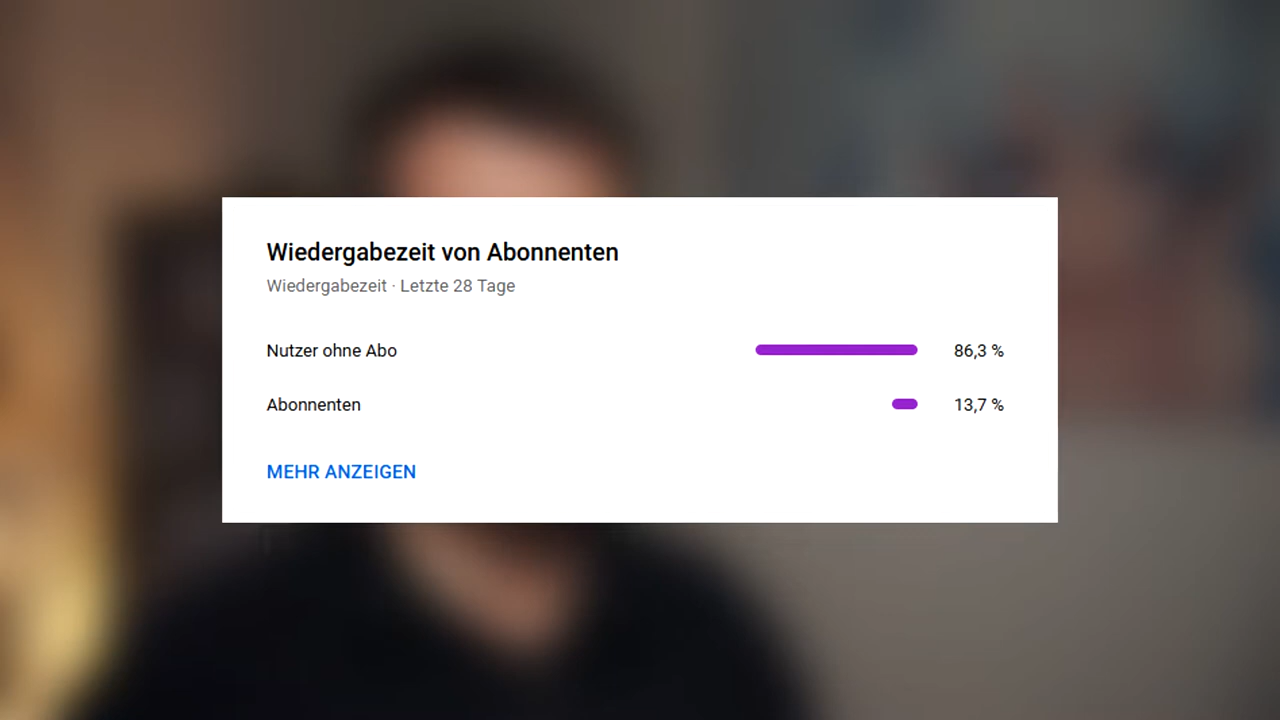 Wiedergabezeit von Abonnenten
Wiedergabezeit · Letzte 28 Tage
Nutzer ohne Abo 86,3 %
Abonnenten 13,7 %
MEHR ANZEIGEN